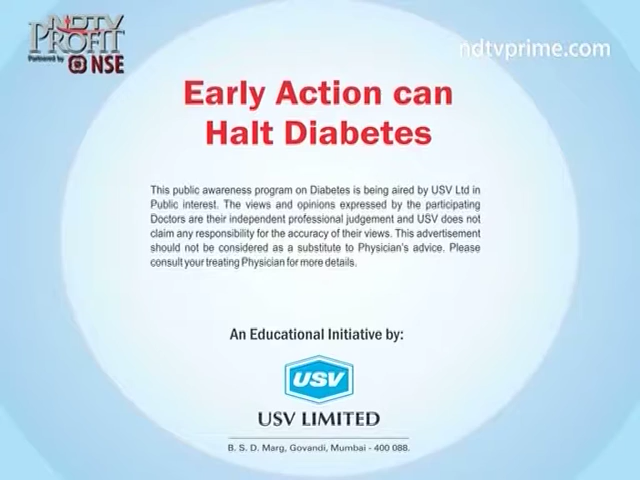 NDTV
PROFIT
Partnered by NSE
ndtvprime.com
Early Action can
Halt Diabetes
This public awareness program on Diabetes is being aired by USV Ltd in
Public interest. The views and opinions expressed by the participating
Doctors are their independent professional judgement and USV does not
claim any responsibility for the accuracy of their views. This advertisement
should not be considered as a substitute to Physician's advice. Please
consult your treating Physician for more details.
An Educational Initiative by:
USV
USV LIMITED
B. S. D. Marg, Govandi, Mumbai - 400 088.